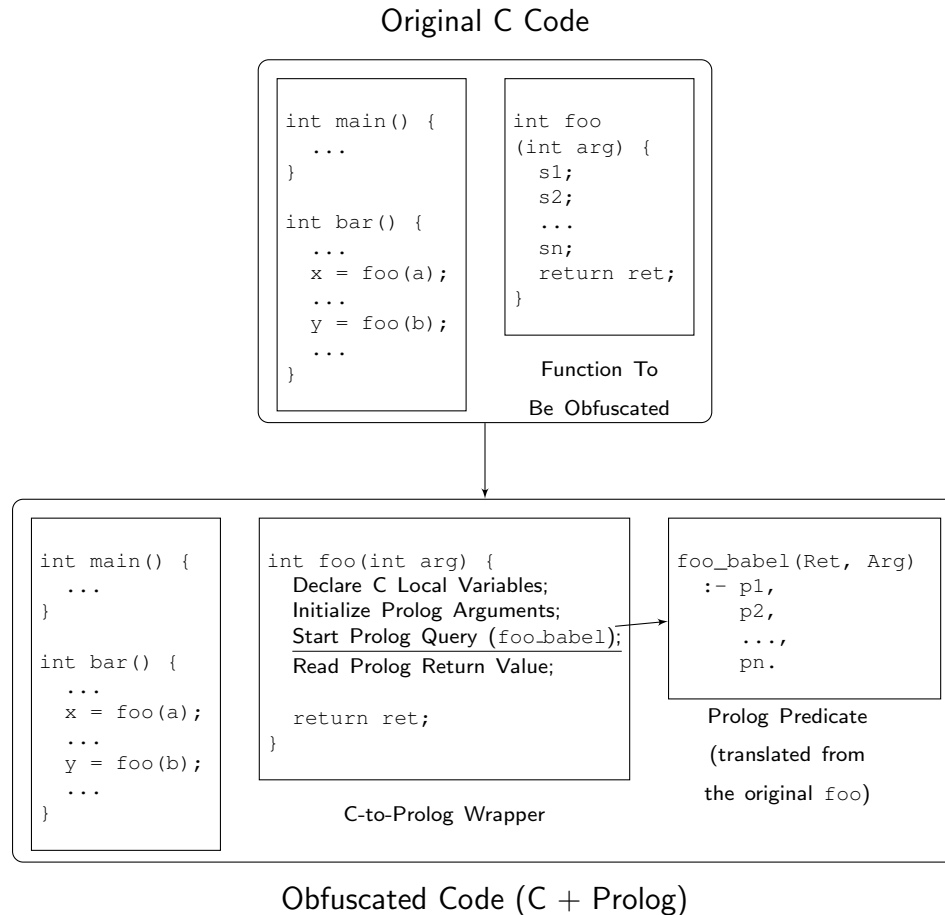 Original C Code
int main() {
...
}
int bar() {
...
x = foo(a);
...
y = foo(b);
...
}
int foo
(int arg) {
s1;
s2;
...
sn;
return ret;
}
Function To
Be Obfuscated
int main() {
...
}
int bar() {
...
x = foo(a);
...
y = foo(b);
...
}
int foo(int arg) {
Declare C Local Variables;
Initialize Prolog Arguments;
Start Prolog Query (foo_babel);
Read Prolog Return Value;
return ret;
}
C-to-Prolog Wrapper
foo_babel(Ret, Arg)
:- p1,
p2,
...,
pn.
Prolog Predicate
(translated from
the original foo)
Obfuscated Code (C + Prolog)